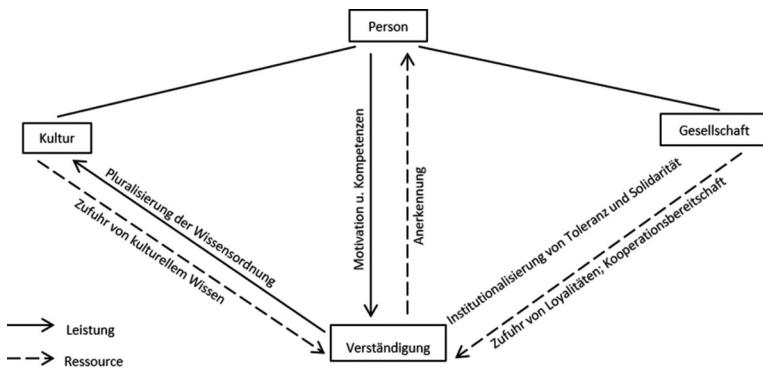 Person
Kultur
Gesellschaft
Pluralisierung der Wissensordnung
Zufuhr von kulturellem Wissen
Motivation u. Kompetenzen
Anerkennung
Institutionalisierung von Toleranz und Solidarität
Zufuhr von Loyalitäten; Kooperationsbereitschaft
Verständigung
Leistung
Ressource